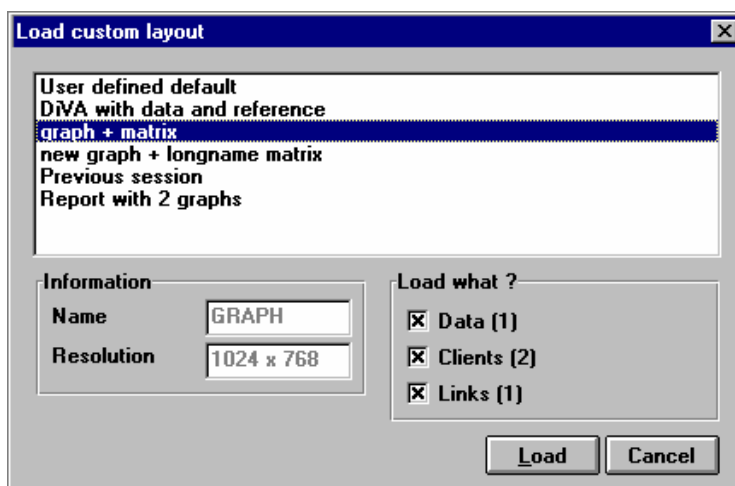 Load custom layout
User defined default
DiVA with data and reference
graph + matrix
new graph + longname matrix
Previous session
Report with 2 graphs
Information
Name GRAPH
Resolution 1024 x 768
Load what ?
Data (1)
Clients (2)
Links (1)
Load Cancel